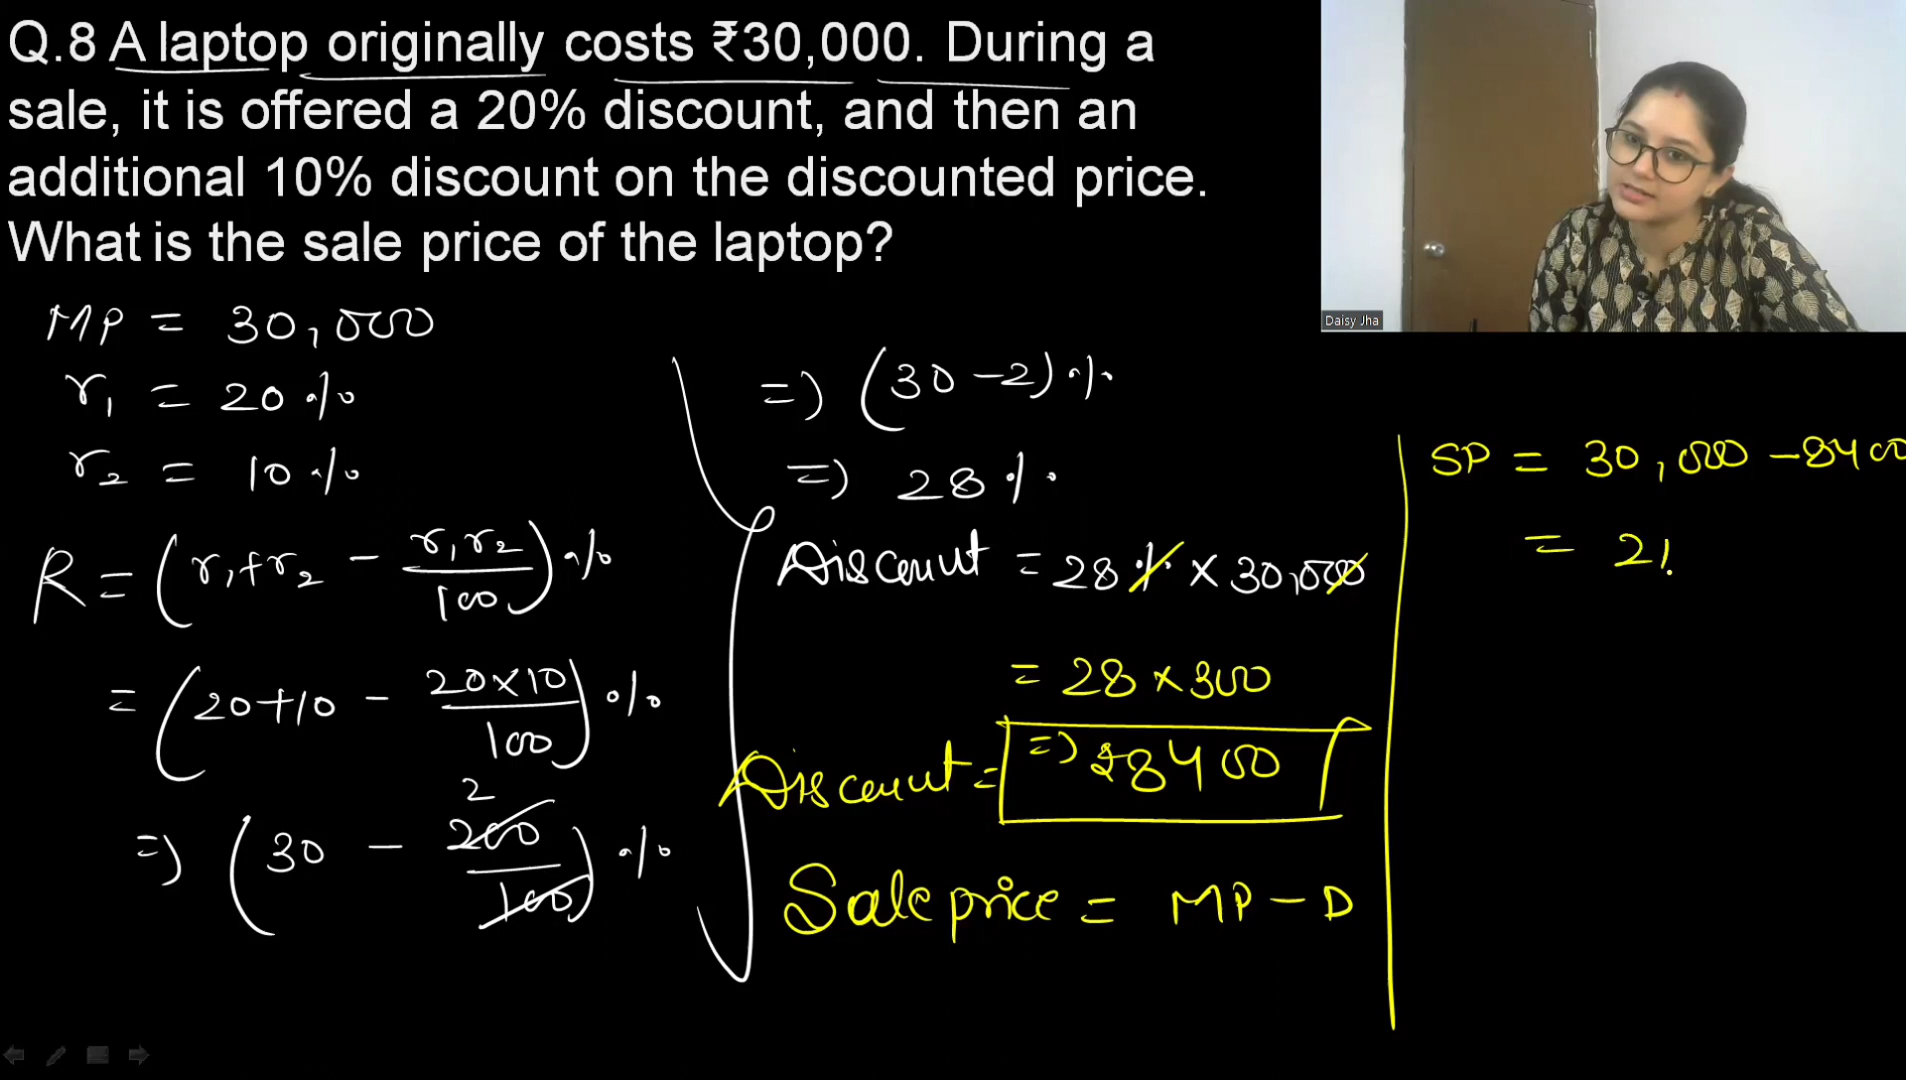 Q.8 A laptop originally costs ₹30,000. During a
sale, it is offered a 20% discount, and then an
additional 10% discount on the discounted price.
What is the sale price of the laptop?
MP = 30,000
r₁ = 20%
r₂ = 10%
R = (r₁+r₂ - r₁r₂/100)%
= (20+10 - 20×10/100)%
2
⇒ (30 - 200/100)%
⇒ (30-2)%
⇒ 28%
Discount = 28% × 30,000
= 28 × 300
Discount = ⇒ ₹8400
Sale price = MP - D
SP = 30,000 - 8400
= 21
Daisy Jha